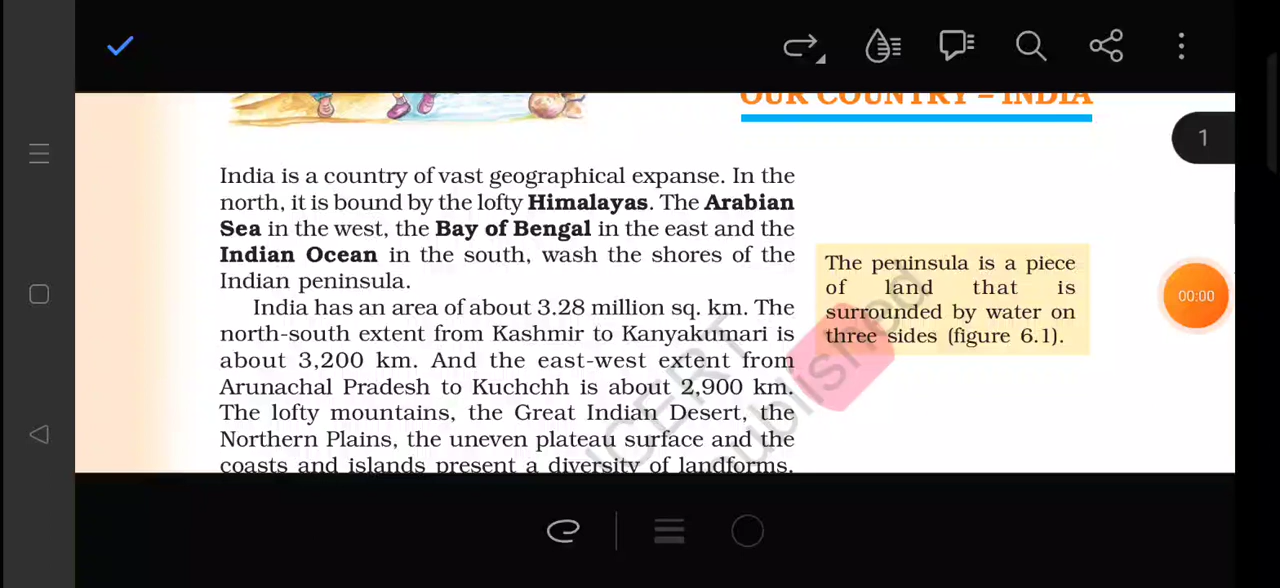 OUR COUNTRY – INDIA
1
India is a country of vast geographical expanse. In the
north, it is bound by the lofty Himalayas. The Arabian
Sea in the west, the Bay of Bengal in the east and the
Indian Ocean in the south, wash the shores of the
Indian peninsula.
India has an area of about 3.28 million sq. km. The
north-south extent from Kashmir to Kanyakumari is
about 3,200 km. And the east-west extent from
Arunachal Pradesh to Kuchchh is about 2,900 km.
The lofty mountains, the Great Indian Desert, the
Northern Plains, the uneven plateau surface and the
coasts and islands present a diversity of landforms.
The peninsula is a piece
of land that is
surrounded by water on
three sides (figure 6.1).
00:00
published